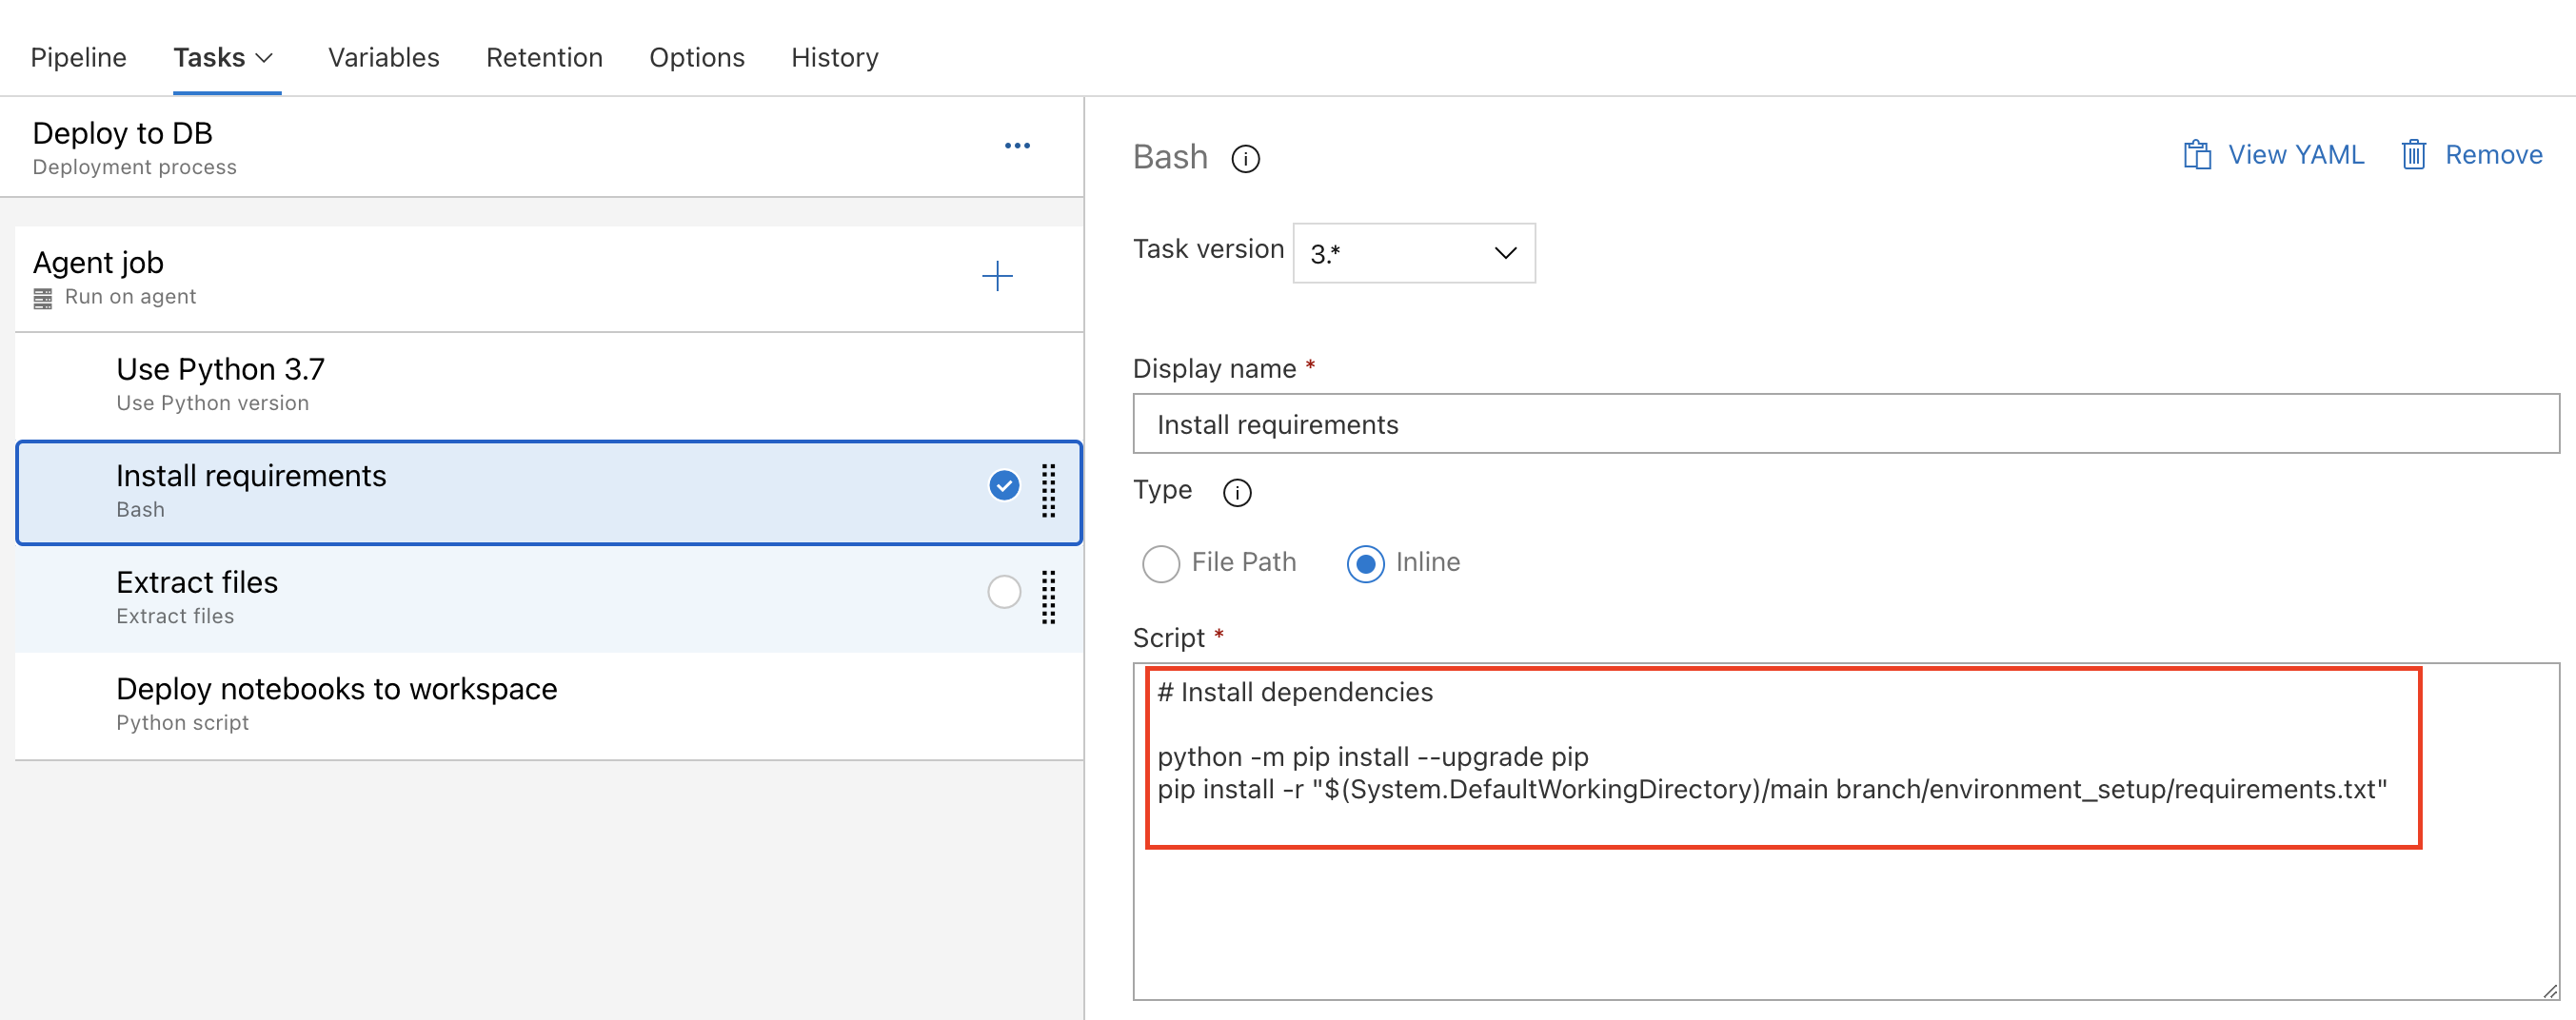 Pipeline Tasks Variables Retention Options History
Deploy to DB
Deployment process
Agent job
Run on agent
Use Python 3.7
Use Python version
Install requirements
Bash
Extract files
Extract files
Deploy notebooks to workspace
Python script
Bash
View YAML Remove
Task version 3.*
Display name *
Install requirements
Type
File Path Inline
Script *
# Install dependencies
python -m pip install --upgrade pip
pip install -r "$(System.DefaultWorkingDirectory)/main branch/environment_setup/requirements.txt"